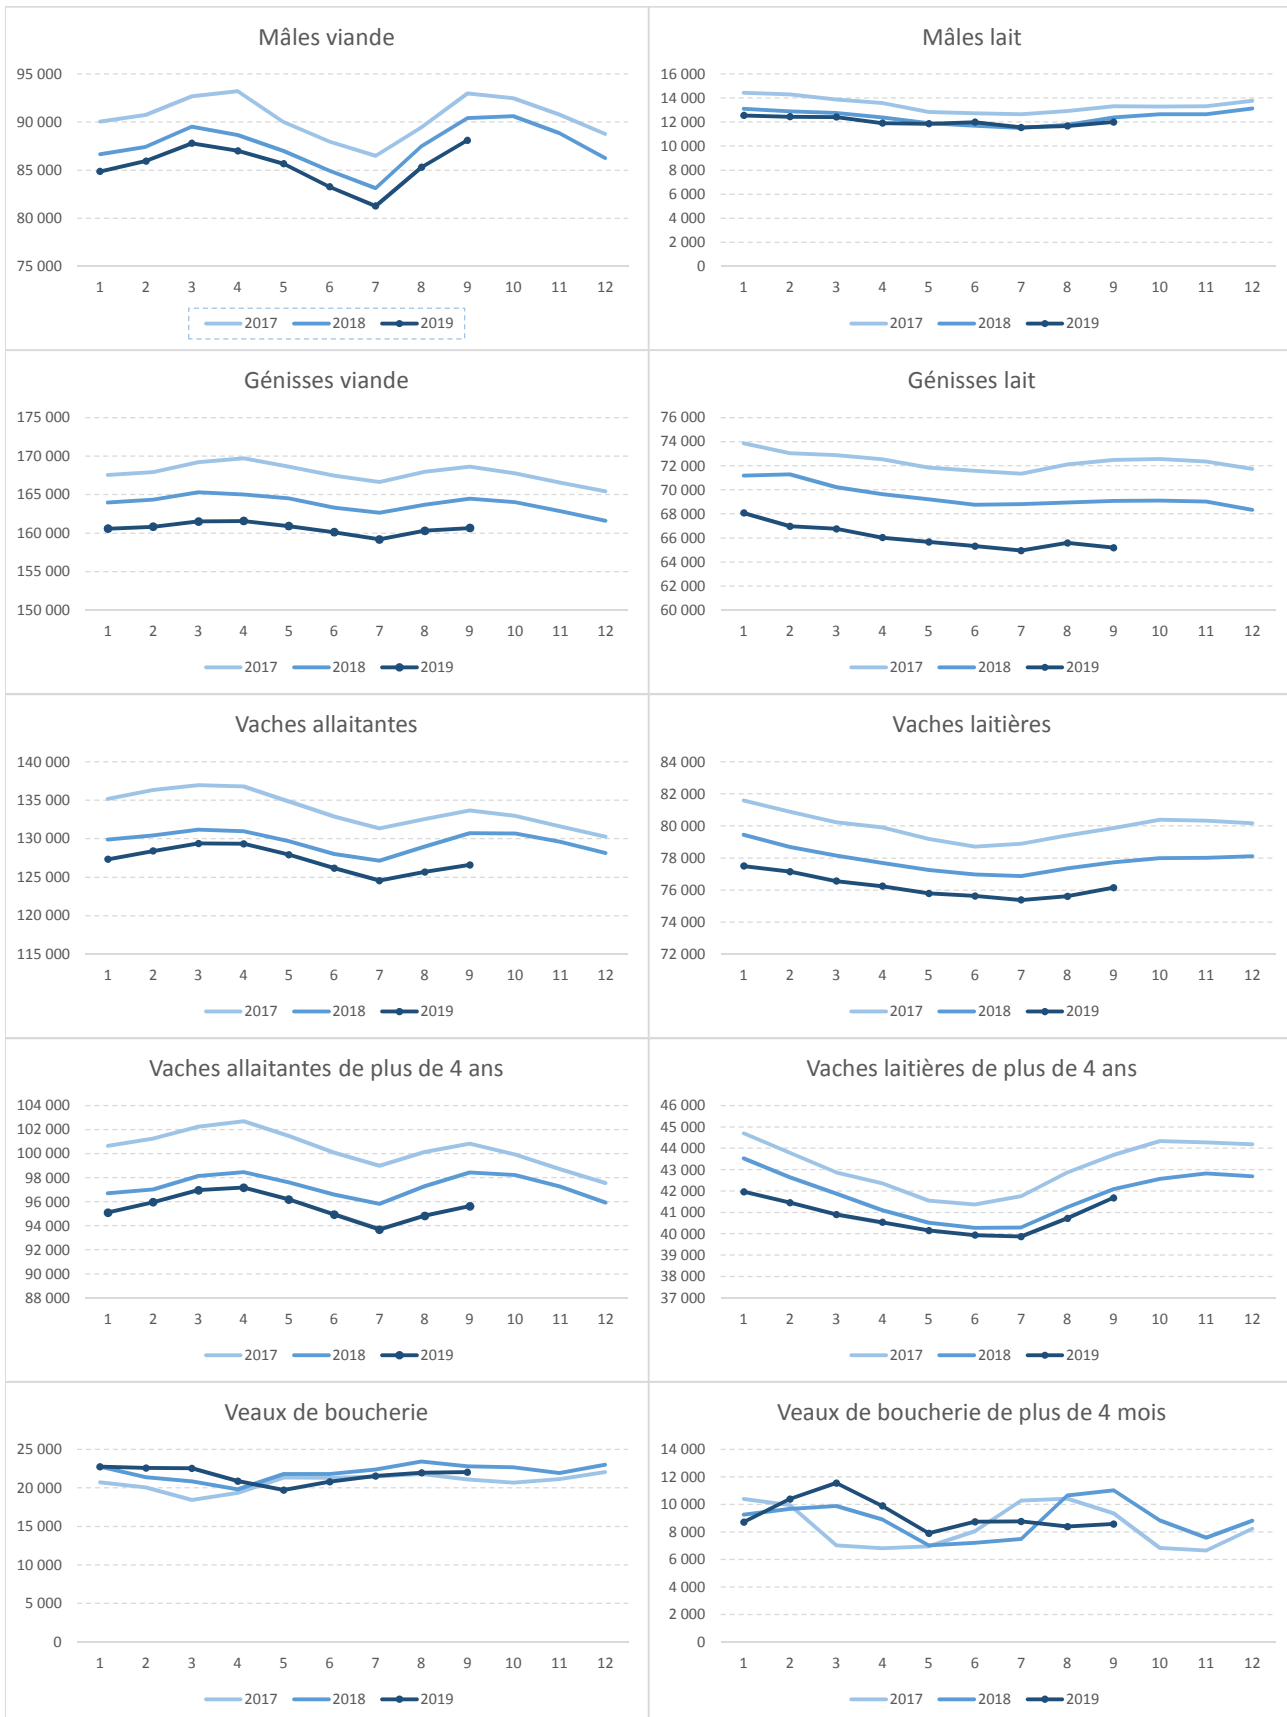 Mâles viande
95 000
90 000
85 000
80 000
75 000
1 2 3 4 5 6 7 8 9 10 11 12
2017 2018 2019
Mâles lait
16 000
14 000
12 000
10 000
8 000
6 000
4 000
2 000
0
1 2 3 4 5 6 7 8 9 10 11 12
2017 2018 2019
Génisses viande
175 000
170 000
165 000
160 000
155 000
150 000
1 2 3 4 5 6 7 8 9 10 11 12
2017 2018 2019
Génisses lait
76 000
74 000
72 000
70 000
68 000
66 000
64 000
62 000
60 000
1 2 3 4 5 6 7 8 9 10 11 12
2017 2018 2019
Vaches allaitantes
140 000
135 000
130 000
125 000
120 000
115 000
1 2 3 4 5 6 7 8 9 10 11 12
2017 2018 2019
Vaches laitières
84 000
82 000
80 000
78 000
76 000
74 000
72 000
1 2 3 4 5 6 7 8 9 10 11 12
2017 2018 2019
Vaches allaitantes de plus de 4 ans
104 000
102 000
100 000
98 000
96 000
94 000
92 000
90 000
88 000
1 2 3 4 5 6 7 8 9 10 11 12
2017 2018 2019
Vaches laitières de plus de 4 ans
46 000
45 000
44 000
43 000
42 000
41 000
40 000
39 000
38 000
37 000
1 2 3 4 5 6 7 8 9 10 11 12
2017 2018 2019
Veaux de boucherie
25 000
20 000
15 000
10 000
5 000
0
1 2 3 4 5 6 7 8 9 10 11 12
2017 2018 2019
Veaux de boucherie de plus de 4 mois
14 000
12 000
10 000
8 000
6 000
4 000
2 000
0
1 2 3 4 5 6 7 8 9 10 11 12
2017 2018 2019